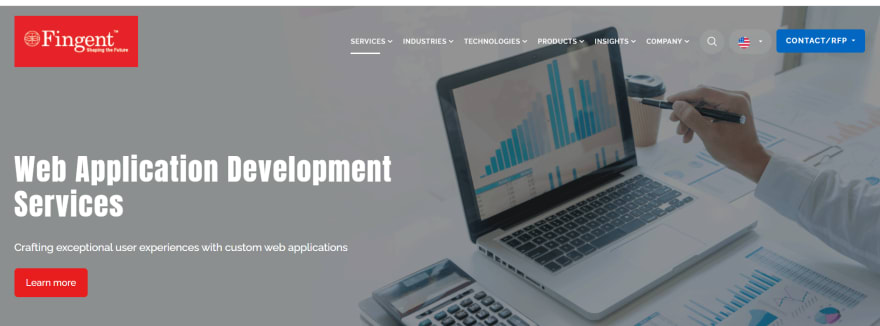 Fingent™
Shaping the Future
SERVICES
INDUSTRIES
TECHNOLOGIES
PRODUCTS
INSIGHTS
COMPANY
CONTACT/RFP
Web Application Development
Services
Crafting exceptional user experiences with custom web applications
Learn more